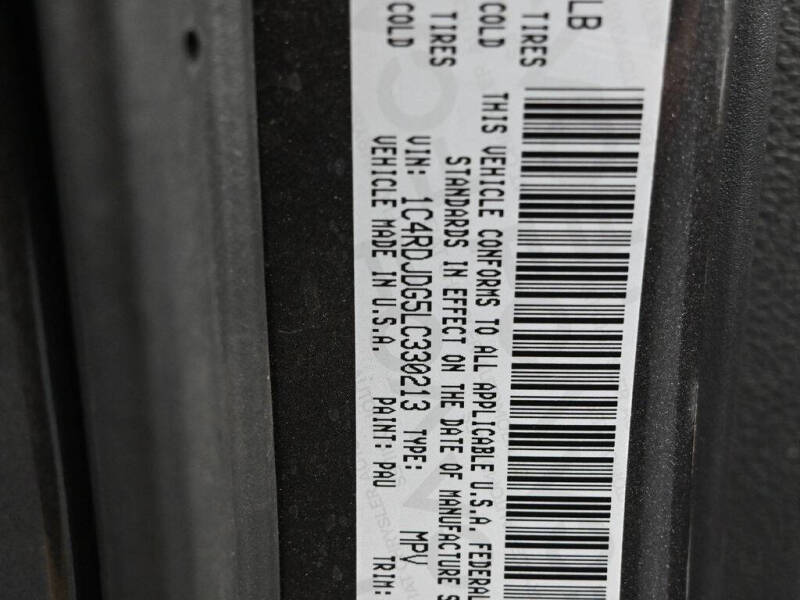 LB
TIRES COLD
TIRES COLD
THIS VEHICLE CONFORMS TO ALL APPLICABLE U.S.A. FEDERAL
STANDARDS IN EFFECT ON THE DATE OF MANUFACTURE S
VIN: 1C4RDJDG5LC330213 TYPE: MPV
VEHICLE MADE IN U.S.A. PAINT: PAU TRIM: